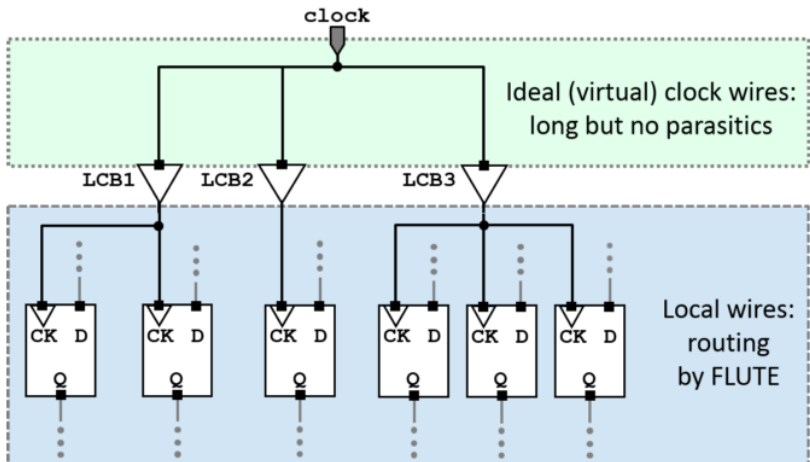 clock
Ideal (virtual) clock wires:
long but no parasitics
LCB1
LCB2
LCB3
CK D
CK D
CK D
CK D
CK D
CK D
Q
Q
Q
Q
Q
Q
Local wires:
routing
by FLUTE